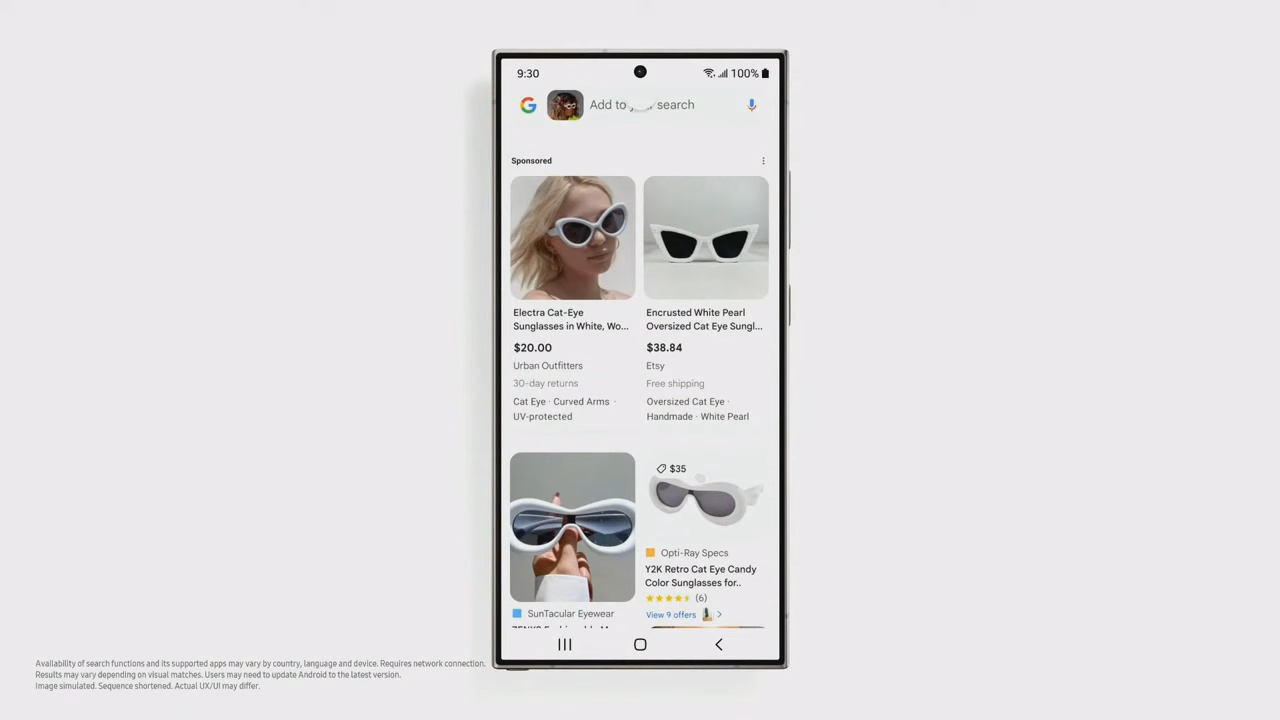 9:30
100%
Add to your search
Sponsored
Electra Cat-Eye
Sunglasses in White, Wo...
$20.00
Urban Outfitters
30-day returns
Cat Eye · Curved Arms ·
UV-protected
Encrusted White Pearl
Oversized Cat Eye Sungl...
$38.84
Etsy
Free shipping
Oversized Cat Eye ·
Handmade · White Pearl
SunTacular Eyewear
$35
Opti-Ray Specs
Y2K Retro Cat Eye Candy
Color Sunglasses for..
(6)
View 9 offers
Availability of search functions and its supported apps may vary by country, language and device. Requires network connection.
Results may vary depending on visual matches. Users may need to update Android to the latest version.
Image simulated. Sequence shortened. Actual UX/UI may differ.